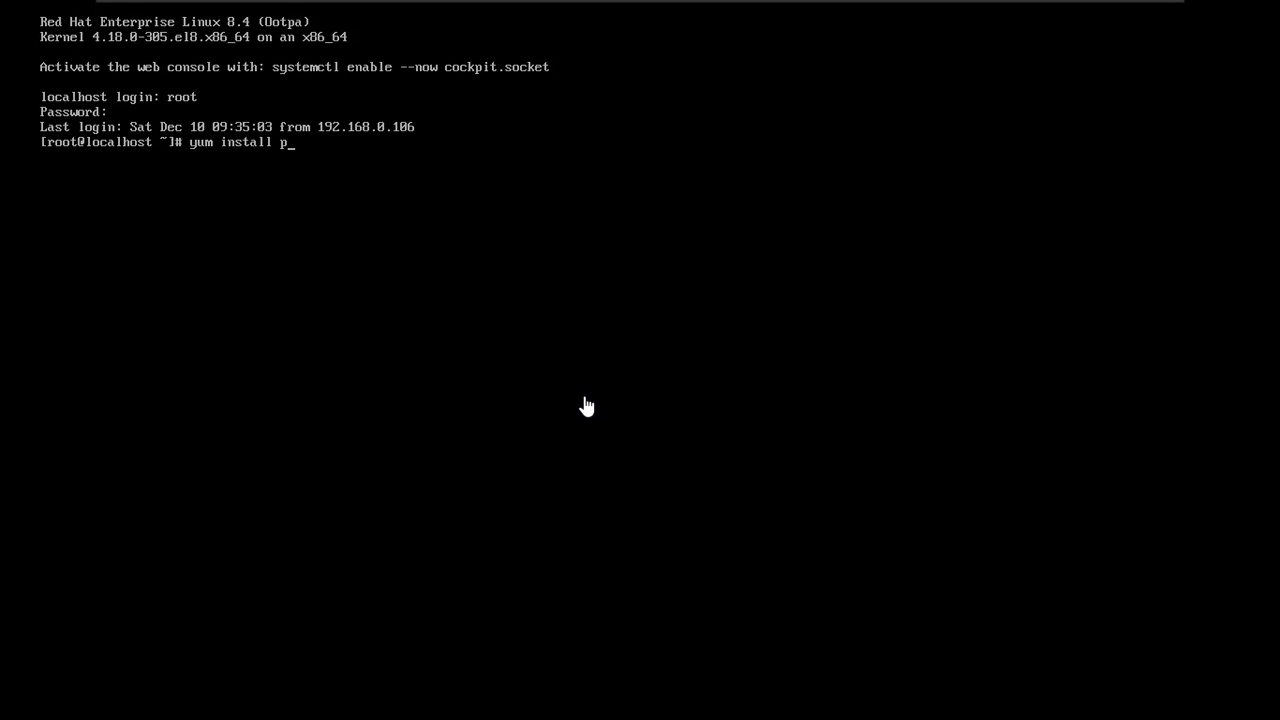 Red Hat Enterprise Linux 8.4 (Ootpa)
Kernel 4.18.0-305.el8.x86_64 on an x86_64
Activate the web console with: systemctl enable --now cockpit.socket
localhost login: root
Password:
Last login: Sat Dec 10 09:35:03 from 192.168.0.106
[root@localhost ~]# yum install p_